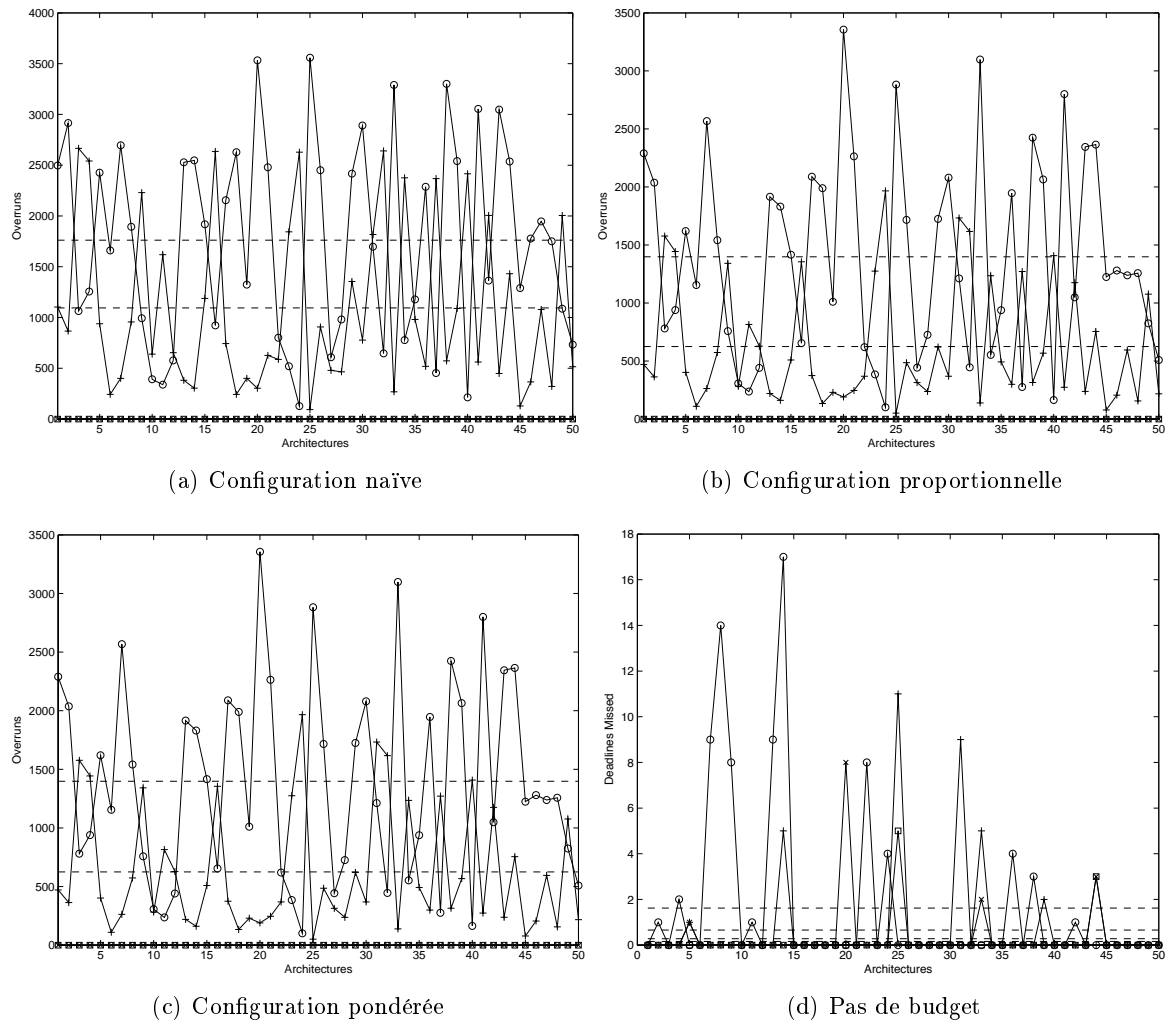 4000
3500
3000
2500
2000
1500
1000
500
0
Overruns
5 10 15 20 25 30 35 40 45 50
Architectures
(a) Configuration naïve
3500
3000
2500
2000
1500
1000
500
0
Overruns
5 10 15 20 25 30 35 40 45 50
Architectures
(b) Configuration proportionnelle
3500
3000
2500
2000
1500
1000
500
0
Overruns
5 10 15 20 25 30 35 40 45 50
Architectures
(c) Configuration pondérée
18
16
14
12
10
8
6
4
2
0
Deadlines Missed
0 5 10 15 20 25 30 35 40 45 50
Architectures
(d) Pas de budget